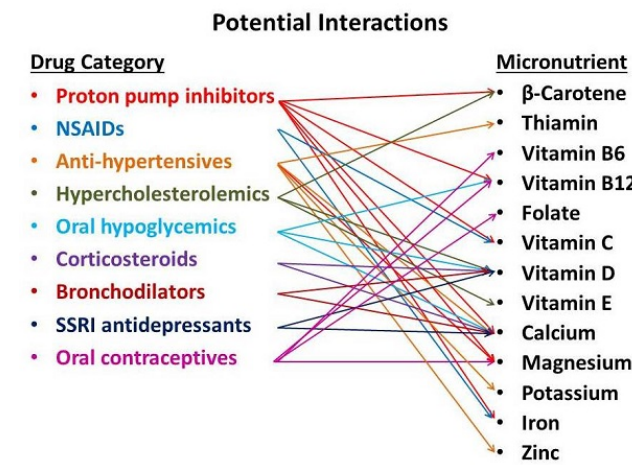 Potential Interactions
Drug Category
• Proton pump inhibitors
• NSAIDs
• Anti-hypertensives
• Hypercholesterolemics
• Oral hypoglycemics
• Corticosteroids
• Bronchodilators
• SSRI antidepressants
• Oral contraceptives
Micronutrient
• β-Carotene
• Thiamin
• Vitamin B6
• Vitamin B12
• Folate
• Vitamin C
• Vitamin D
• Vitamin E
• Calcium
• Magnesium
• Potassium
• Iron
• Zinc